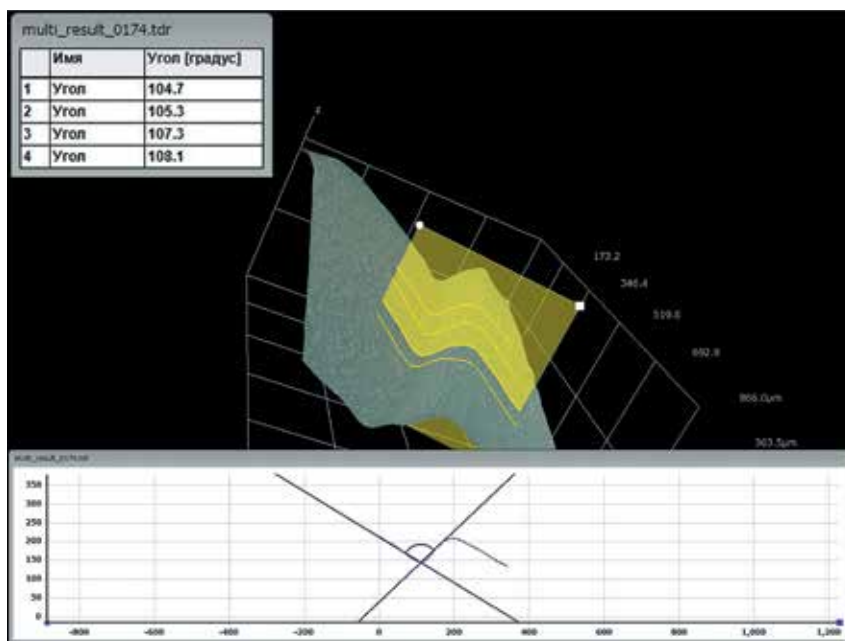 multi_result_0174.tdr
Имя Угол [градус]
1 Угол 104.7
2 Угол 105.3
3 Угол 107.3
4 Угол 108.1
z
173.2
346.4
519.6
692.8
866.0µm
303.5µm
multi_result_0174.tdr
350
300
250
200
150
100
50
0
-800 -600 -400 -200 0 200 400 600 800 1,000 1,200